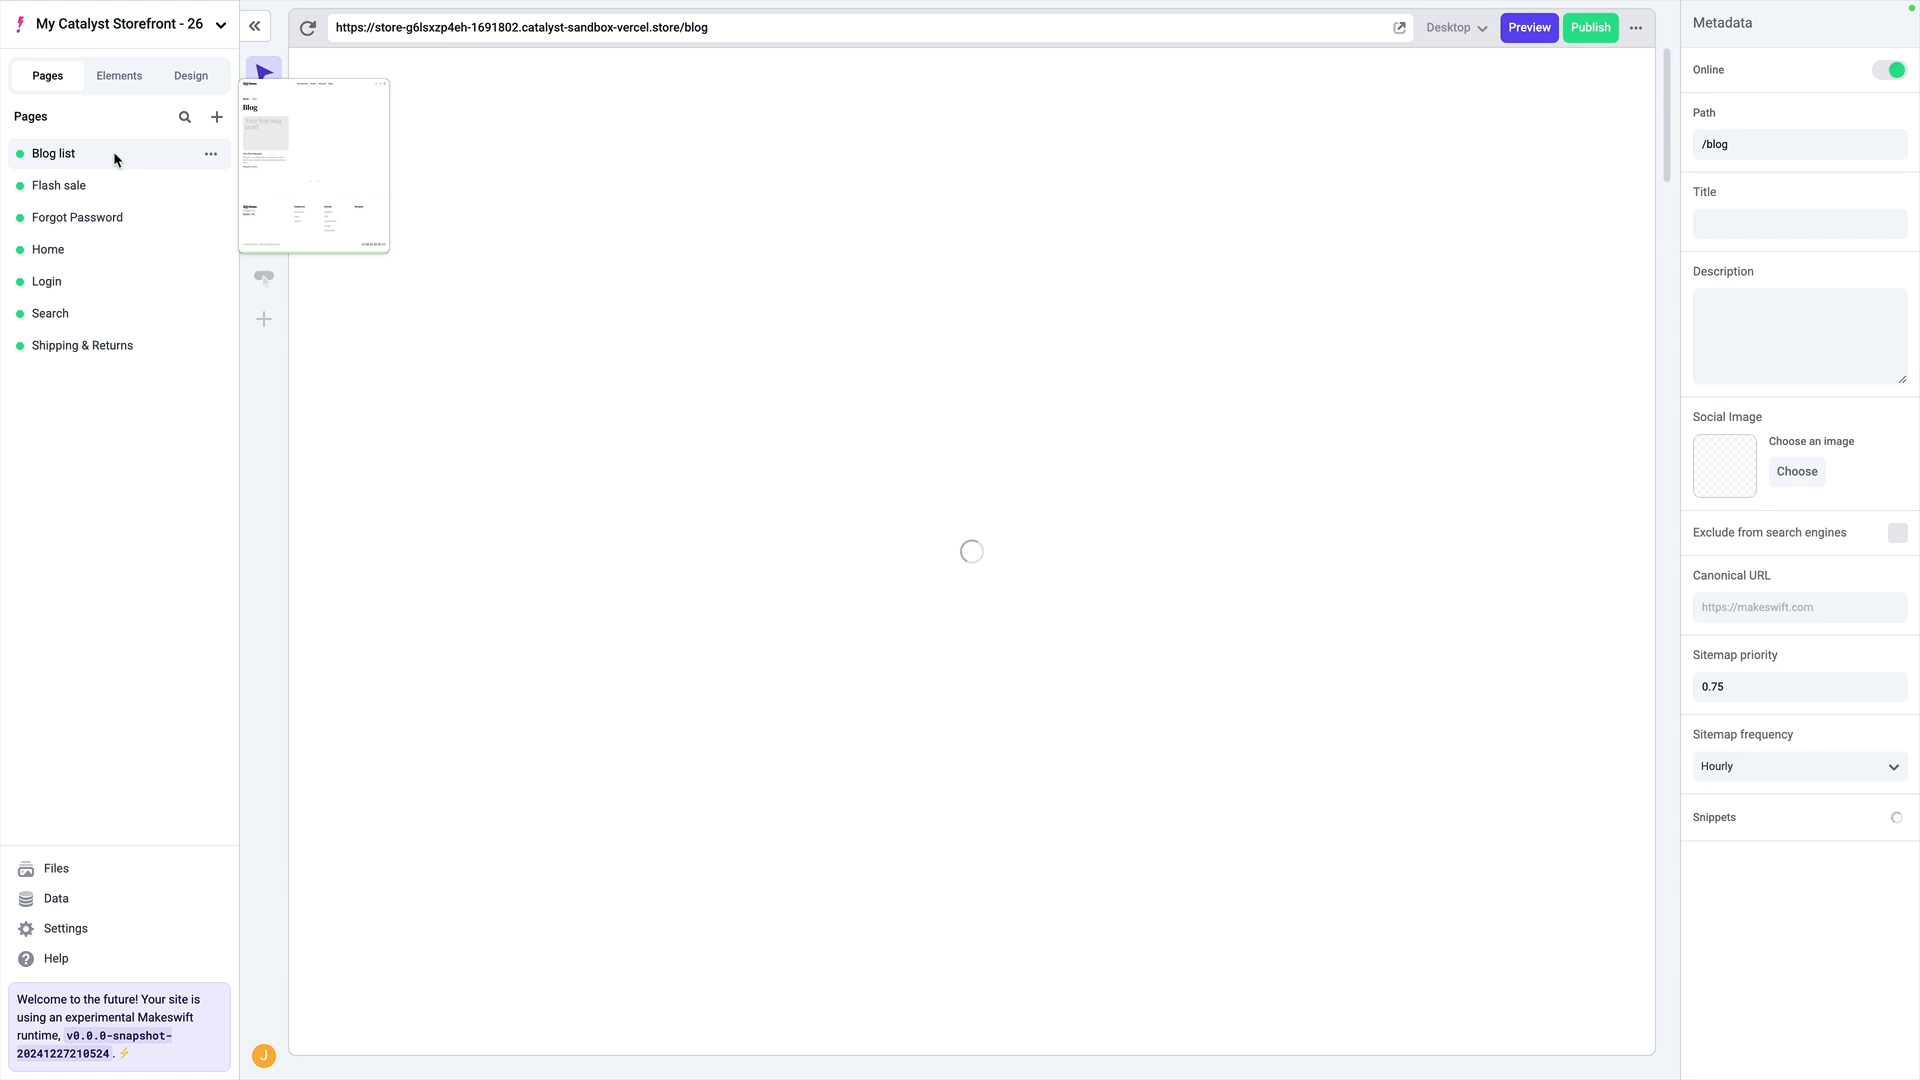 My Catalyst Storefront - 26
https://store-g6lsxzp4eh-1691802.catalyst-sandbox-vercel.store/blog
Desktop
Preview
Publish
Metadata
Pages
Elements
Design
Pages
Blog list
Flash sale
Forgot Password
Home
Login
Search
Shipping & Returns
Blog
Your first blog
post!
Online
Path
/blog
Title
Description
Social Image
Choose an image
Choose
Exclude from search engines
Canonical URL
https://makeswift.com
Sitemap priority
0.75
Sitemap frequency
Hourly
Snippets
Files
Data
Settings
Help
Welcome to the future! Your site is
using an experimental Makeswift
runtime, v0.0.0-snapshot-
20241227210524. ⚡
J